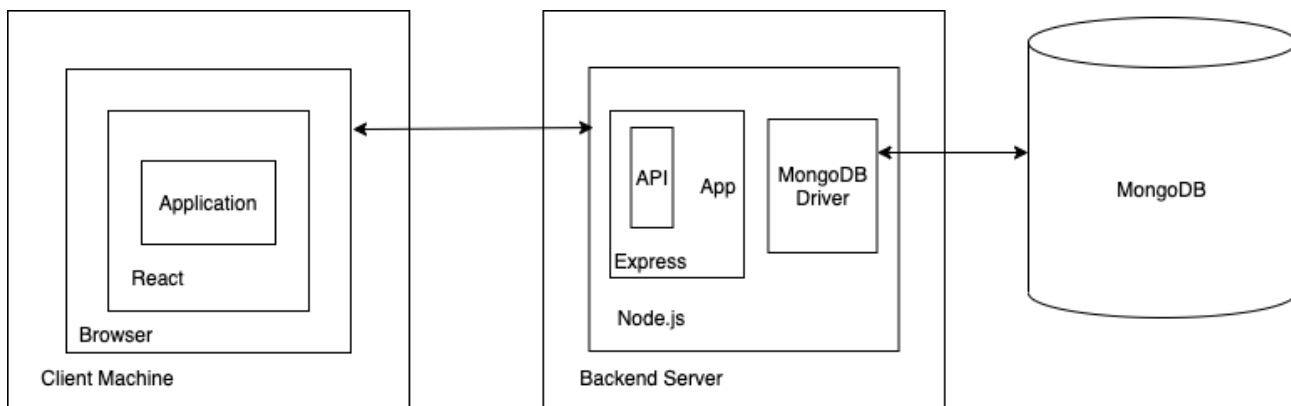 Application
React
Browser
Client Machine
API
App
Express
MongoDB
Driver
Node.js
Backend Server
MongoDB